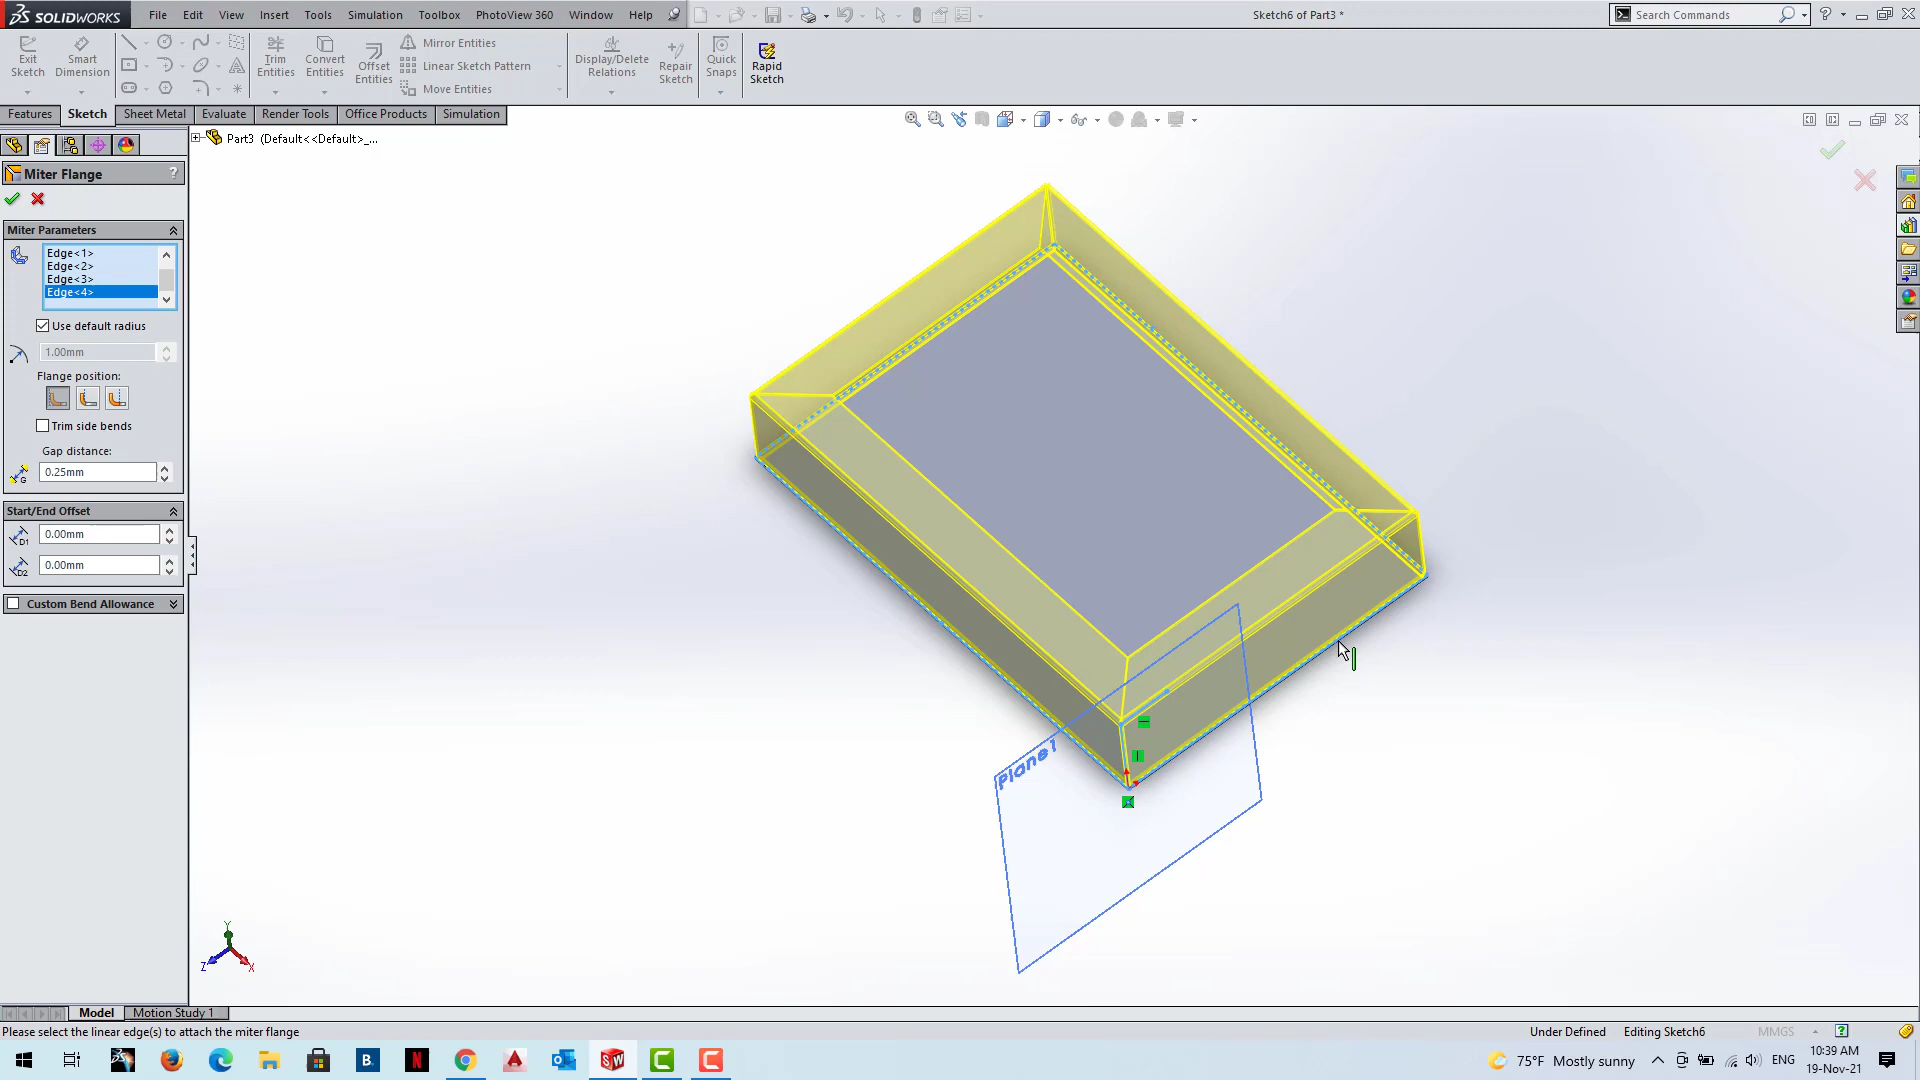 SOLIDWORKS File Edit View Insert Tools Simulation Toolbox PhotoView 360 Window Help Sketch6 of Part3 * Search Commands
Exit Sketch
Smart Dimension
Trim Entities
Convert Entities
Offset Entities
Mirror Entities
Linear Sketch Pattern
Move Entities
Display/Delete Relations
Repair Sketch
Quick Snaps
Rapid Sketch
Features Sketch Sheet Metal Evaluate Render Tools Office Products Simulation
Part3 (Default<<Default>_...
Miter Flange ?
Miter Parameters
Edge<1>
Edge<2>
Edge<3>
Edge<4>
Use default radius
1.00mm
Flange position:
Trim side bends
Gap distance:
G 0.25mm
Start/End Offset
D1 0.00mm
D2 0.00mm
Custom Bend Allowance
Plane1
Y
Z X
Model Motion Study 1
Please select the linear edge(s) to attach the miter flange Under Defined Editing Sketch6 MMGS
75°F Mostly sunny ENG 10:39 AM
19-Nov-21